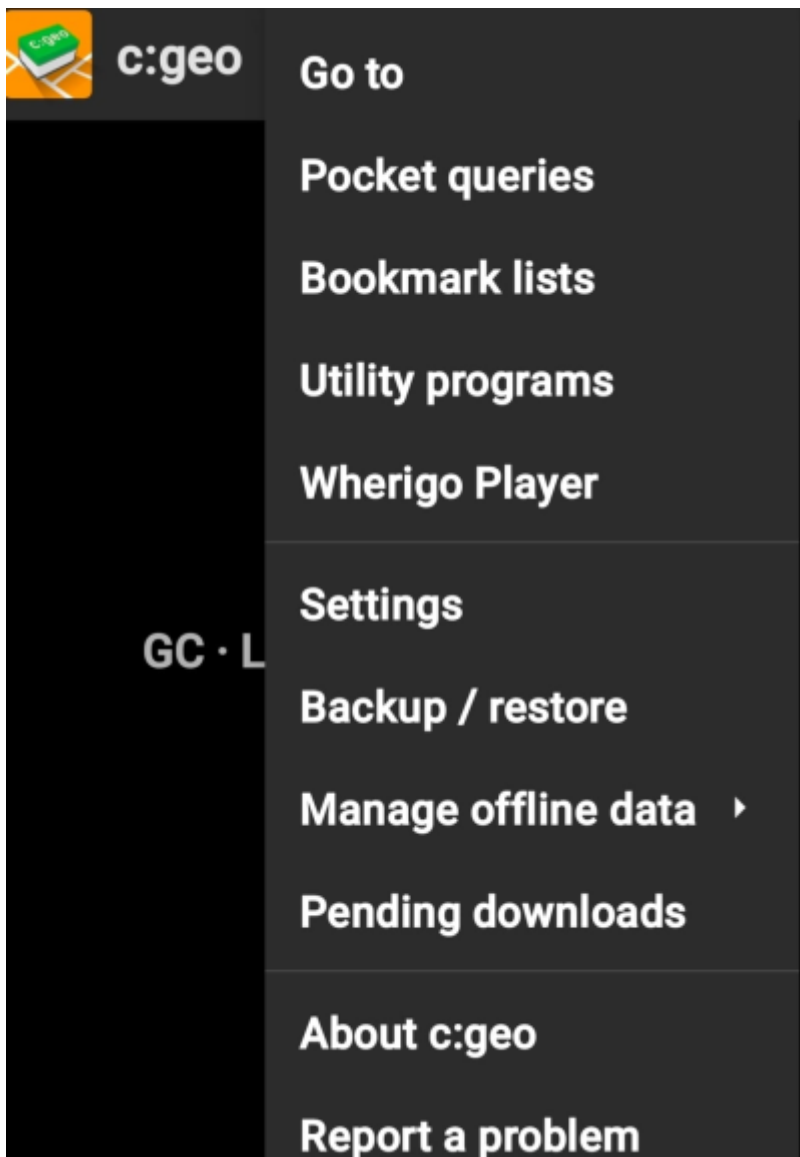 c:geo
c:geo
Go to
Pocket queries
Bookmark lists
Utility programs
Wherigo Player
Settings
GC · L
Backup / restore
Manage offline data
Pending downloads
About c:geo
Report a problem